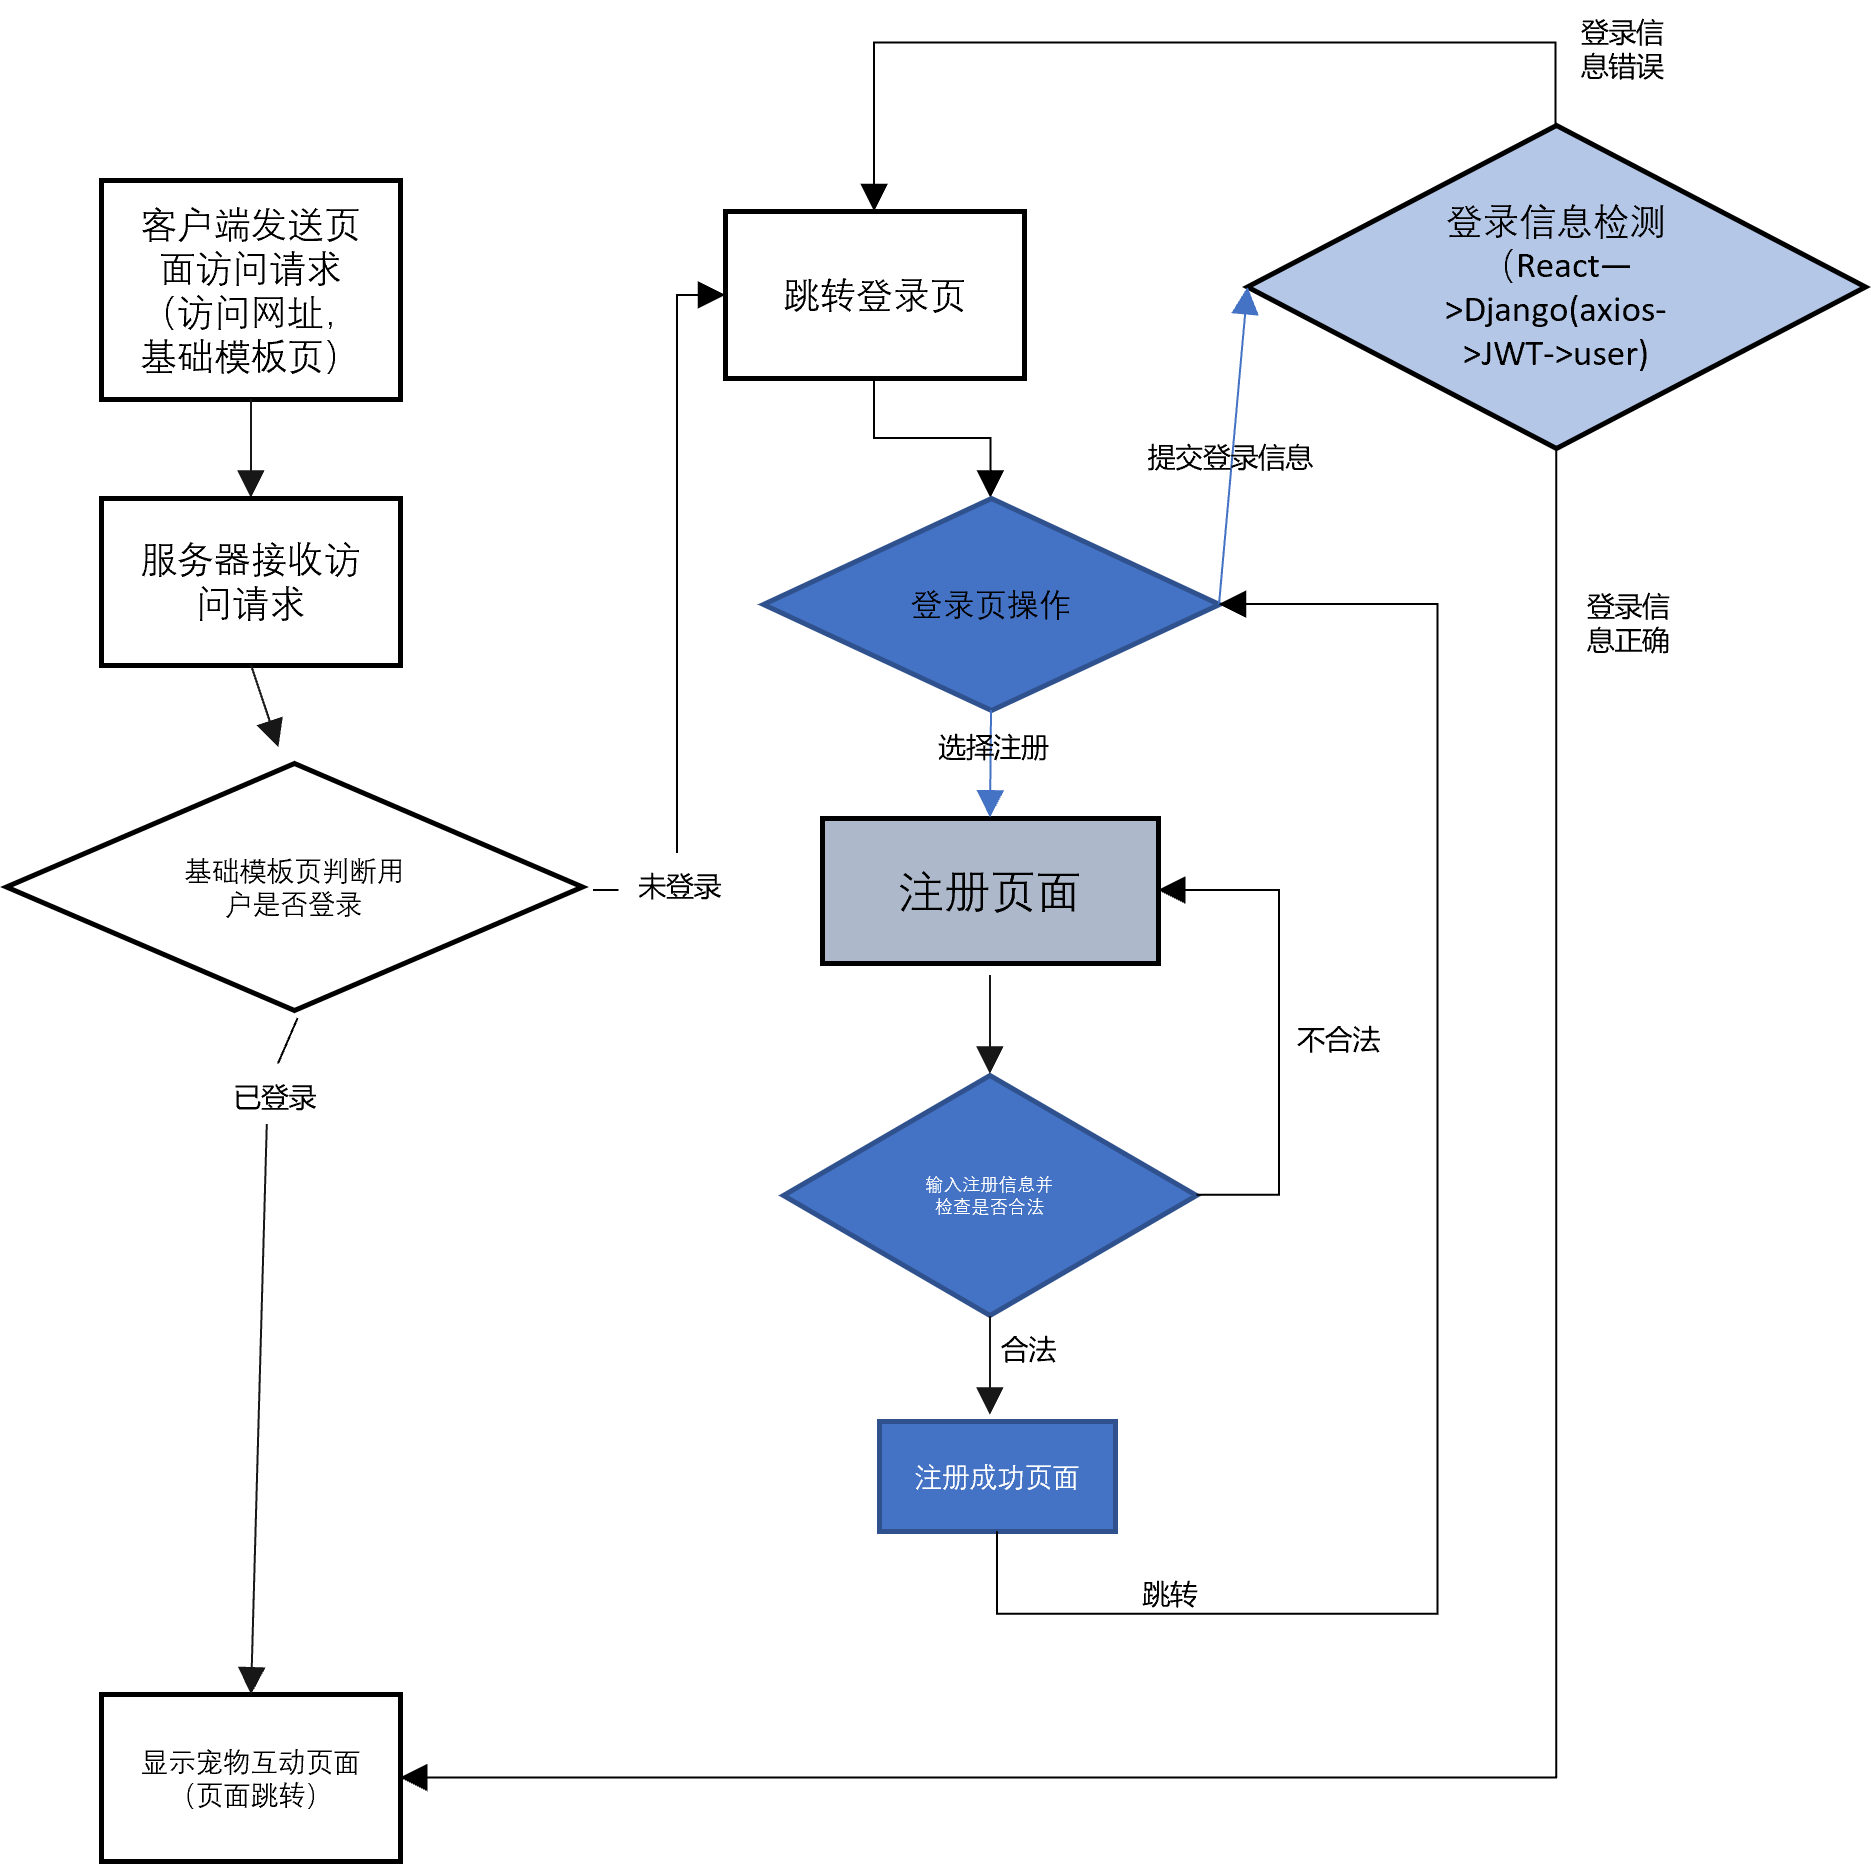 登录信
息错误
客户端发送页
面访问请求
（访问网址，
基础模板页）
跳转登录页
登录信息检测
（React—
>Django(axios-
>JWT->user)
提交登录信息
服务器接收访
问请求
登录页操作
登录信
息正确
选择注册
基础模板页判断用
户是否登录
未登录
注册页面
不合法
已登录
输入注册信息并
检查是否合法
合法
注册成功页面
跳转
显示宠物互动页面
（页面跳转）